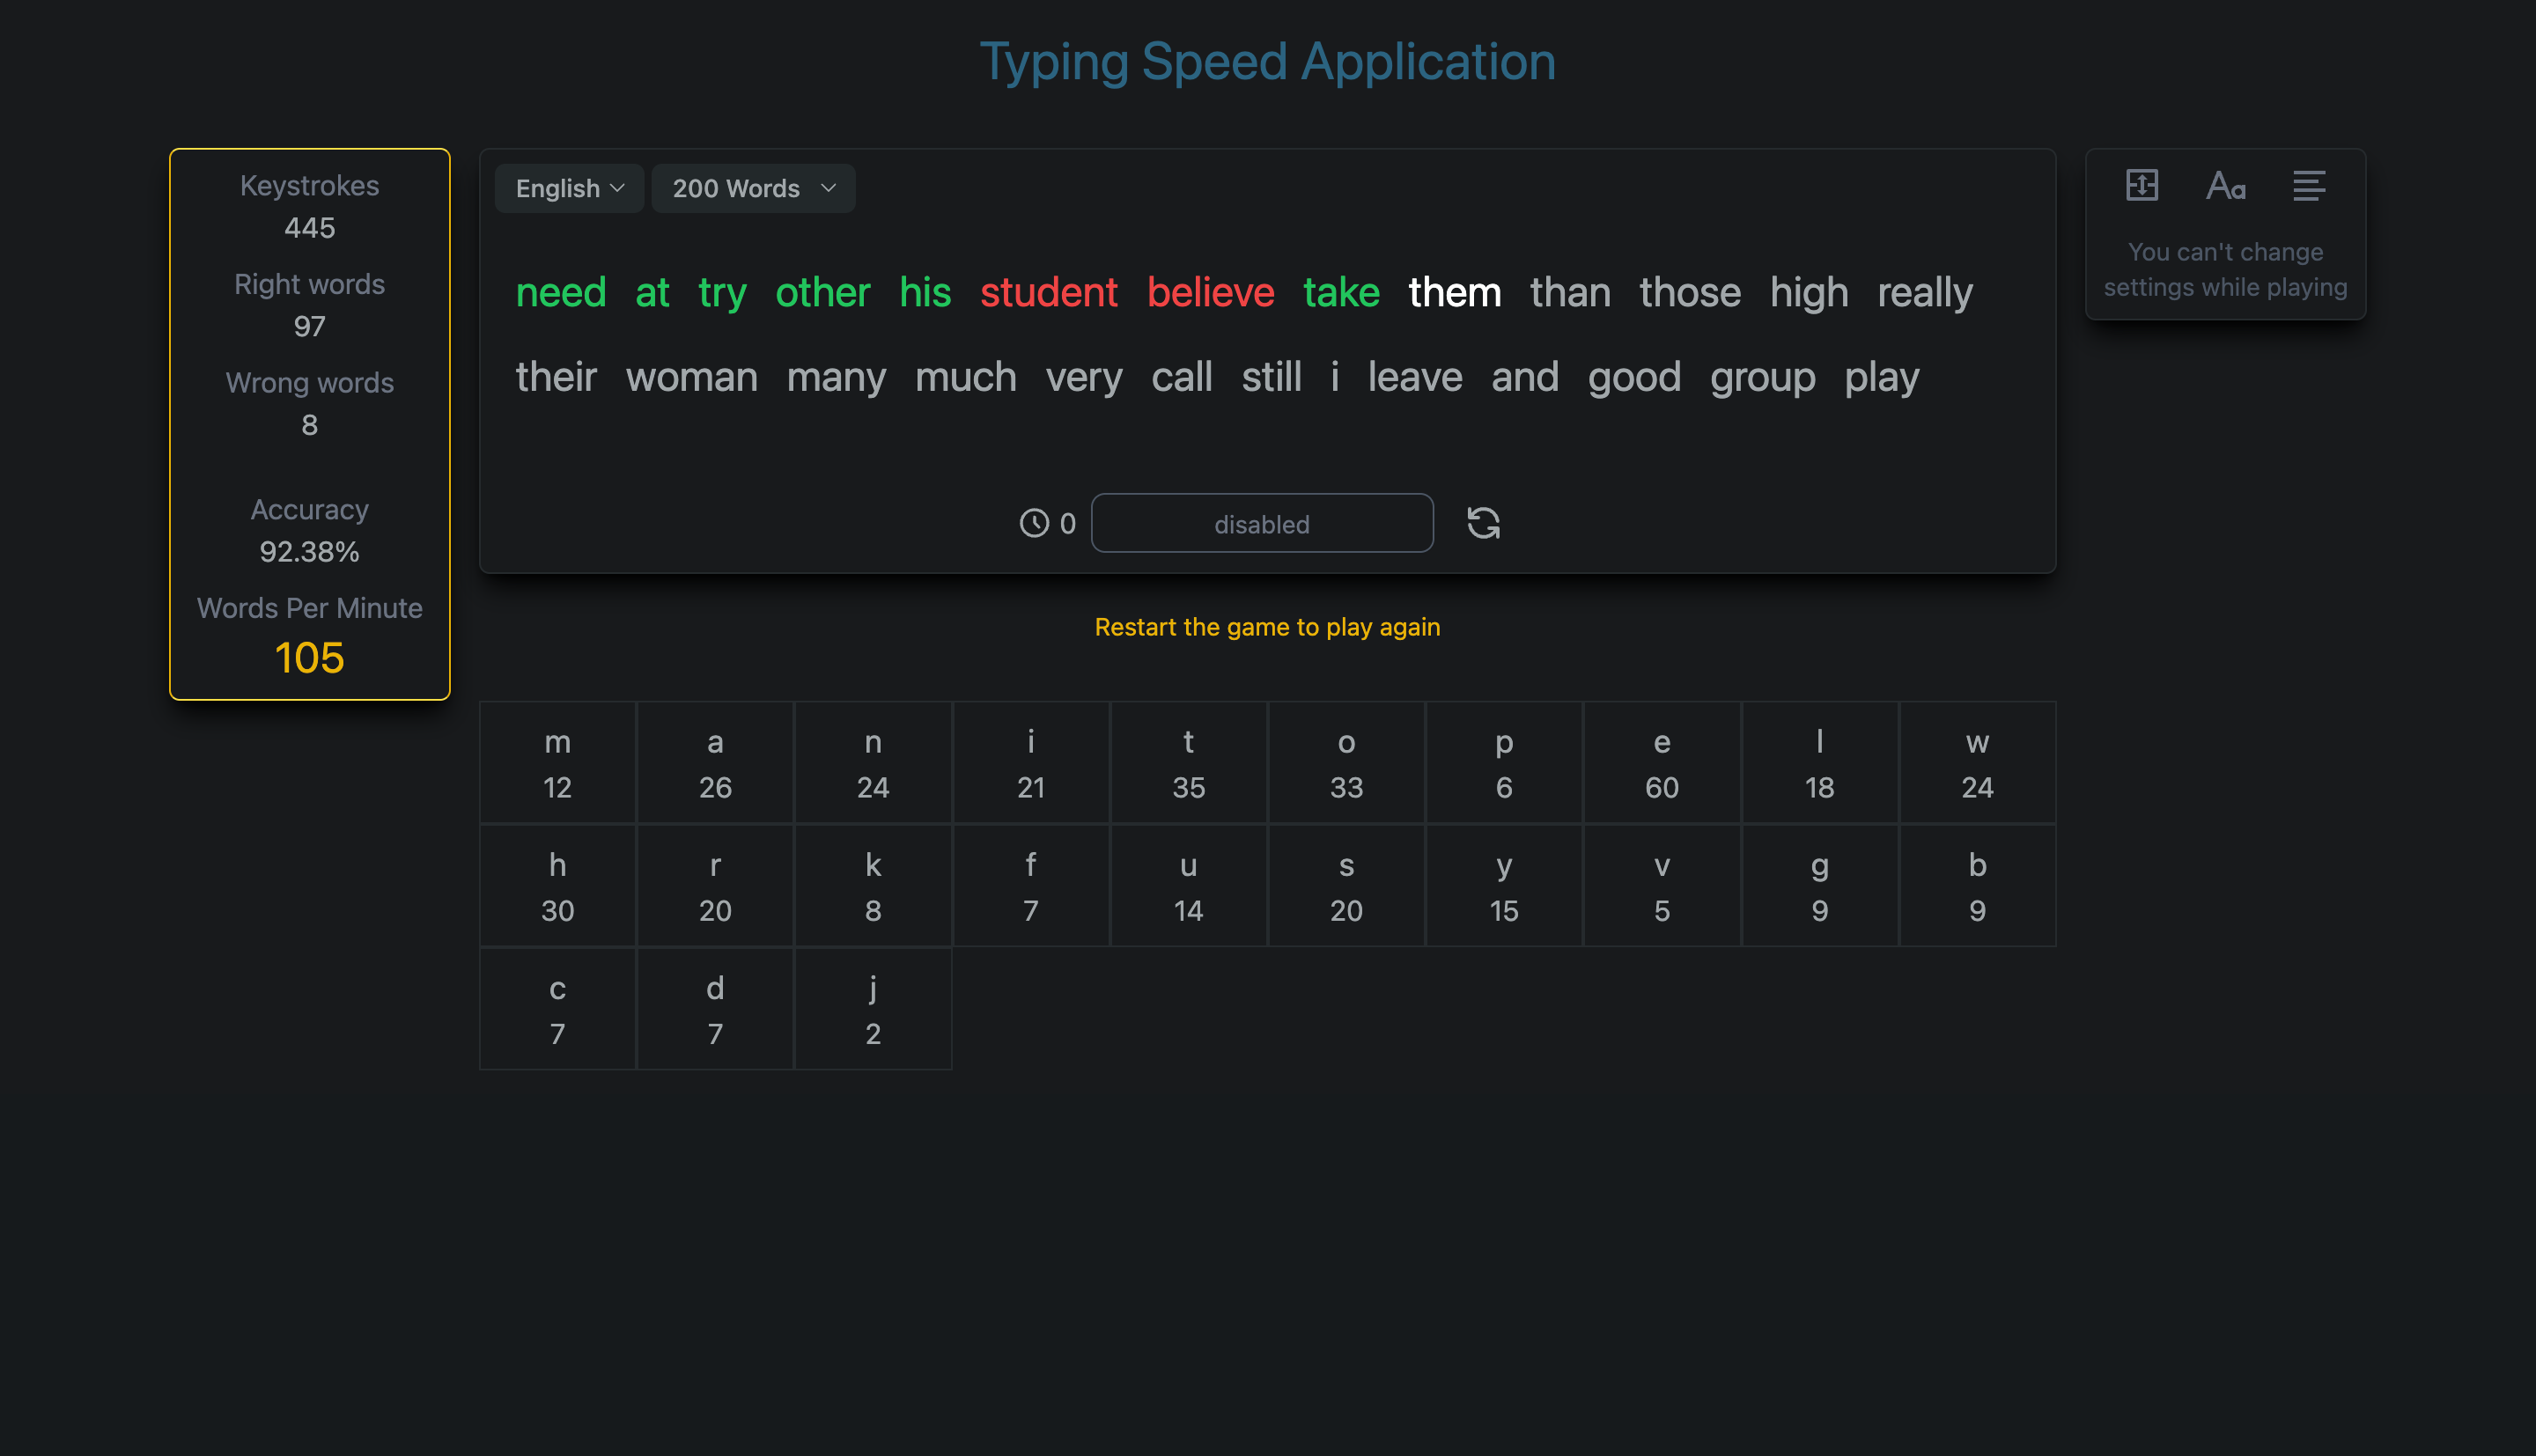 Typing Speed Application
Keystrokes
445
Right words
97
Wrong words
8
Accuracy
92.38%
Words Per Minute
105
English
200 Words
need at try other his student believe take them than those high really
their woman many much very call still i leave and good group play
0 disabled
Restart the game to play again
Aa
You can't change
settings while playing
m a n i t o p e l w
12 26 24 21 35 33 6 60 18 24
h r k f u s y v g b
30 20 8 7 14 20 15 5 9 9
c d j
7 7 2